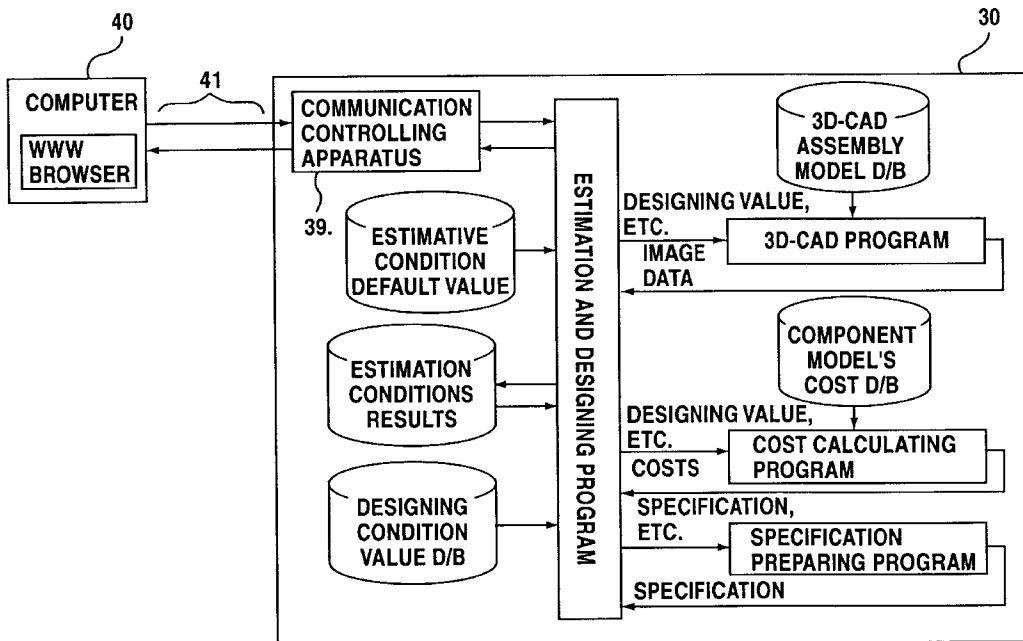 40
30
41
COMPUTER
WWW
BROWSER
COMMUNICATION
CONTROLLING
APPARATUS
39.
ESTIMATIVE
CONDITION
DEFAULT VALUE
ESTIMATION
CONDITIONS
RESULTS
DESIGNING
CONDITION
VALUE D/B
ESTIMATION AND DESIGNING PROGRAM
3D-CAD
ASSEMBLY
MODEL D/B
DESIGNING VALUE,
ETC.
IMAGE
DATA
3D-CAD PROGRAM
COMPONENT
MODEL'S
COST D/B
DESIGNING VALUE,
ETC.
COSTS
COST CALCULATING
PROGRAM
SPECIFICATION,
ETC.
SPECIFICATION
PREPARING PROGRAM
SPECIFICATION